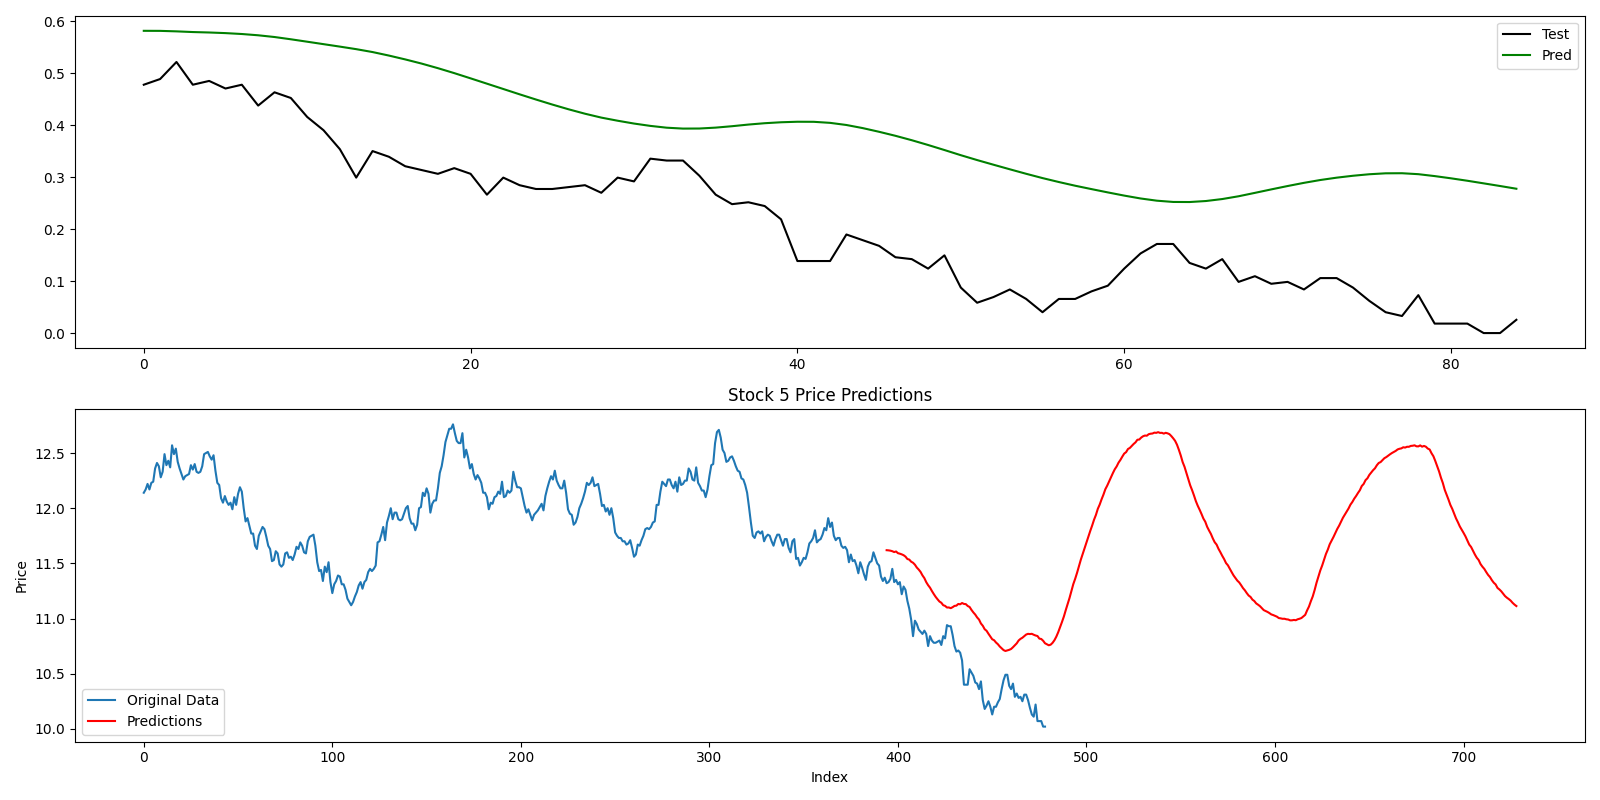 0.6
0.5
0.4
0.3
0.2
0.1
0.0
Test
Pred
0 20 40 60 80
Stock 5 Price Predictions
12.5
12.0
11.5
11.0
10.5
10.0
Price
Original Data
Predictions
0 100 200 300 400 500 600 700
Index